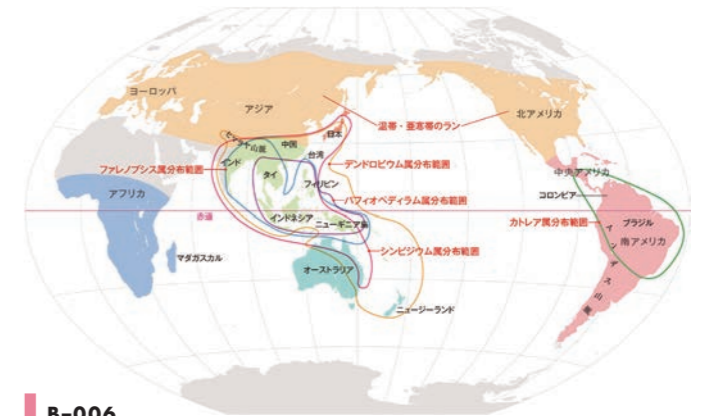 ヨーロッパ
アジア
北アメリカ
温帯・亜寒帯のラン
日本
ヒマラヤ山麓
中国
台湾
インド
ファレノプシス属分布範囲
デンドロビウム属分布範囲
タイ
中央アメリカ
フィリピン
アフリカ
コロンビア
パフィオペディラム属分布範囲
赤道
インドネシア
ニューギニア島
カトレア属分布範囲
ブラジル
南アメリカ
シンビジウム属分布範囲
マダガスカル
オーストラリア
アンデス山麓
ニュージーランド
B-006